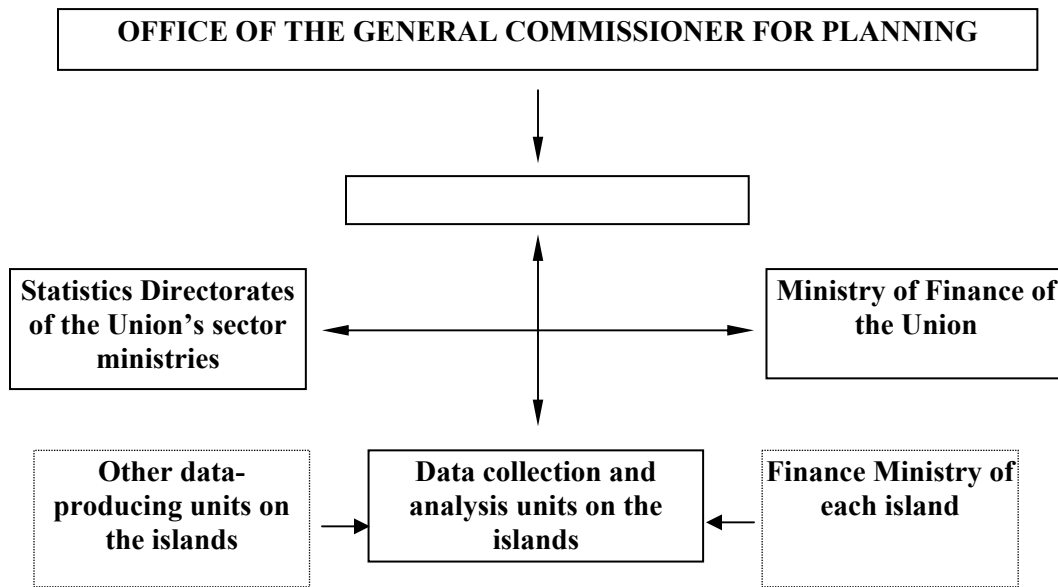 OFFICE OF THE GENERAL COMMISSIONER FOR PLANNING
Statistics Directorates
of the Union’s sector
ministries
Ministry of Finance of
the Union
Other data-
producing units on
the islands
Data collection and
analysis units on the
islands
Finance Ministry of
each island